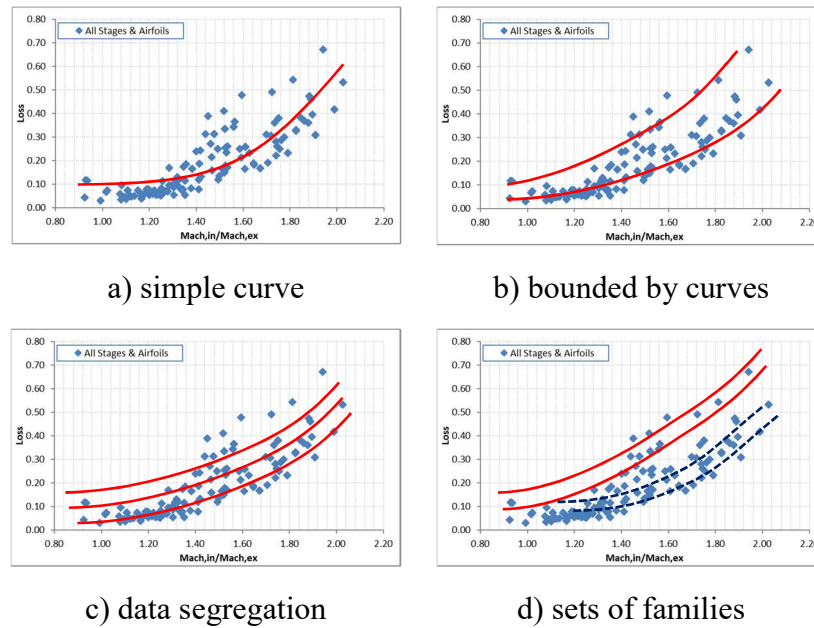 0.80
All Stages & Airfoils
0.70
0.60
0.50
Loss
0.40
0.30
0.20
0.10
0.00
0.80 1.00 1.20 1.40 1.60 1.80 2.00
Mach,in/Mach,ex
a) simple curve
0.80
All Stages & Airfoils
0.70
0.60
0.50
Loss
0.40
0.30
0.20
0.10
0.00
0.80 1.00 1.20 1.40 1.60 1.80 2.00
Mach,in/Mach,ex
b) bounded by curves
0.80
All Stages & Airfoils
0.70
0.60
0.50
Loss
0.40
0.30
0.20
0.10
0.00
0.80 1.00 1.20 1.40 1.60 1.80 2.00
Mach,in/Mach,ex
c) data segregation
0.80
All Stages & Airfoils
0.70
0.60
0.50
Loss
0.40
0.30
0.20
0.10
0.00
0.80 1.00 1.20 1.40 1.60 1.80 2.00
Mach,in/Mach,ex
d) sets of families